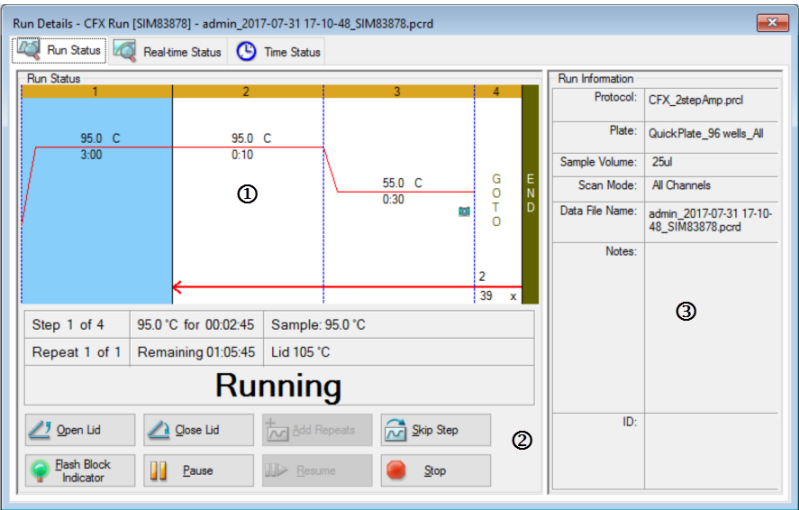 Run Details - CFX Run [SIM83878] - admin_2017-07-31 17-10-48_SIM83878.pcrd
Run Status
Real-time Status
Time Status
Run Status
1 2 3 4
95.0 C
3:00
95.0 C
0:10
55.0 C
0:30
GOTO
END
①
2
39 x
Step 1 of 4 95.0 °C for 00:02:45 Sample: 95.0 °C
Repeat 1 of 1 Remaining 01:05:45 Lid 105 °C
Running
Open Lid
Close Lid
Add Repeats
Skip Step
②
Flash Block
Indicator
Pause
Resume
Stop
Run Information
Protocol: CFX_2stepAmp.prcl
Plate: QuickPlate_96 wells_All
Sample Volume: 25ul
Scan Mode: All Channels
Data File Name: admin_2017-07-31 17-10-
48_SIM83878.pcrd
Notes:
③
ID: